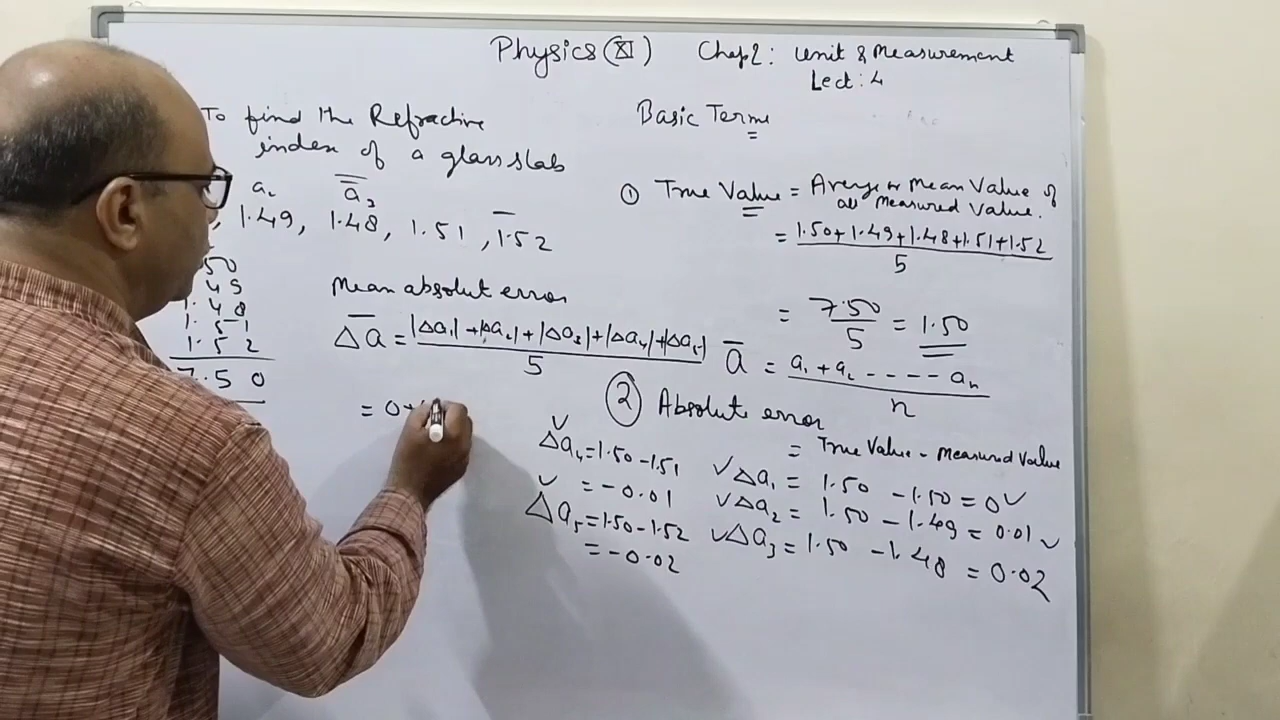 Physics (XI) Chap 2: Unit & Measurement
Lect: 4
To find the Refractive
index of a glass slab
a₂ a₃
, 1.49, 1.48, 1.51, 1.52
.50
49
1.48
1.51
1.52
7.50
Mean absolut error
Δa̅ = |Δa₁| + |Δa₂| + |Δa₃| + |Δa₄| + |Δa₅|
5
= 0+
Basic Terms
① True Value = Average or Mean Value of
all Measured Value.
= 1.50+1.49+1.48+1.51+1.52
5
= 7.50
5
= 1.50
a̅ = a₁ + a₂ ---- aₙ
n
② Absolute error
= True Value - Measured Value
✓ Δa₁ = 1.50 - 1.50 = 0 ✓
✓ Δa₂ = 1.50 - 1.49 = 0.01 ✓
✓ Δa₃ = 1.50 - 1.48 = 0.02
✓
Δa₄ = 1.50 - 1.51
= -0.01
✓
Δa₅ = 1.50 - 1.52
= -0.02